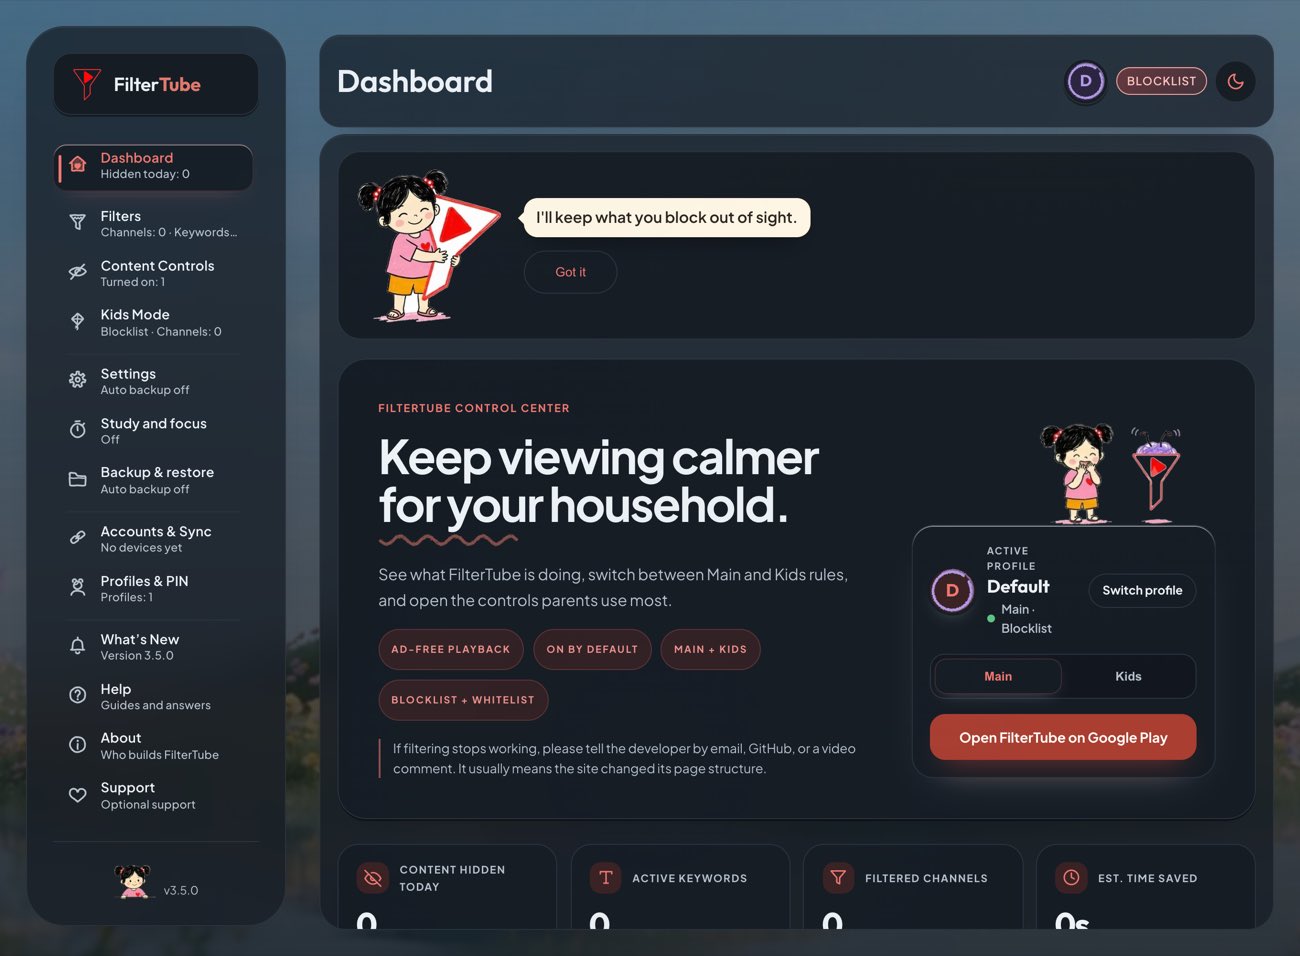 FilterTube
Dashboard
Hidden today: 0
Filters
Channels: 0 · Keywords...
Content Controls
Turned on: 1
Kids Mode
Blocklist · Channels: 0
Settings
Auto backup off
Study and focus
Off
Backup & restore
Auto backup off
Accounts & Sync
No devices yet
Profiles & PIN
Profiles: 1
What's New
Version 3.5.0
Help
Guides and answers
About
Who builds FilterTube
Support
Optional support
v3.5.0
Dashboard
D
BLOCKLIST
I'll keep what you block out of sight.
Got it
FILTERTUBE CONTROL CENTER
Keep viewing calmer
for your household.
See what FilterTube is doing, switch between Main and Kids rules,
and open the controls parents use most.
AD-FREE PLAYBACK
ON BY DEFAULT
MAIN + KIDS
BLOCKLIST + WHITELIST
If filtering stops working, please tell the developer by email, GitHub, or a video
comment. It usually means the site changed its page structure.
ACTIVE
PROFILE
D
Default
Main ·
Blocklist
Switch profile
Main
Kids
Open FilterTube on Google Play
CONTENT HIDDEN
TODAY
0
ACTIVE KEYWORDS
0
FILTERED CHANNELS
0
EST. TIME SAVED
0s